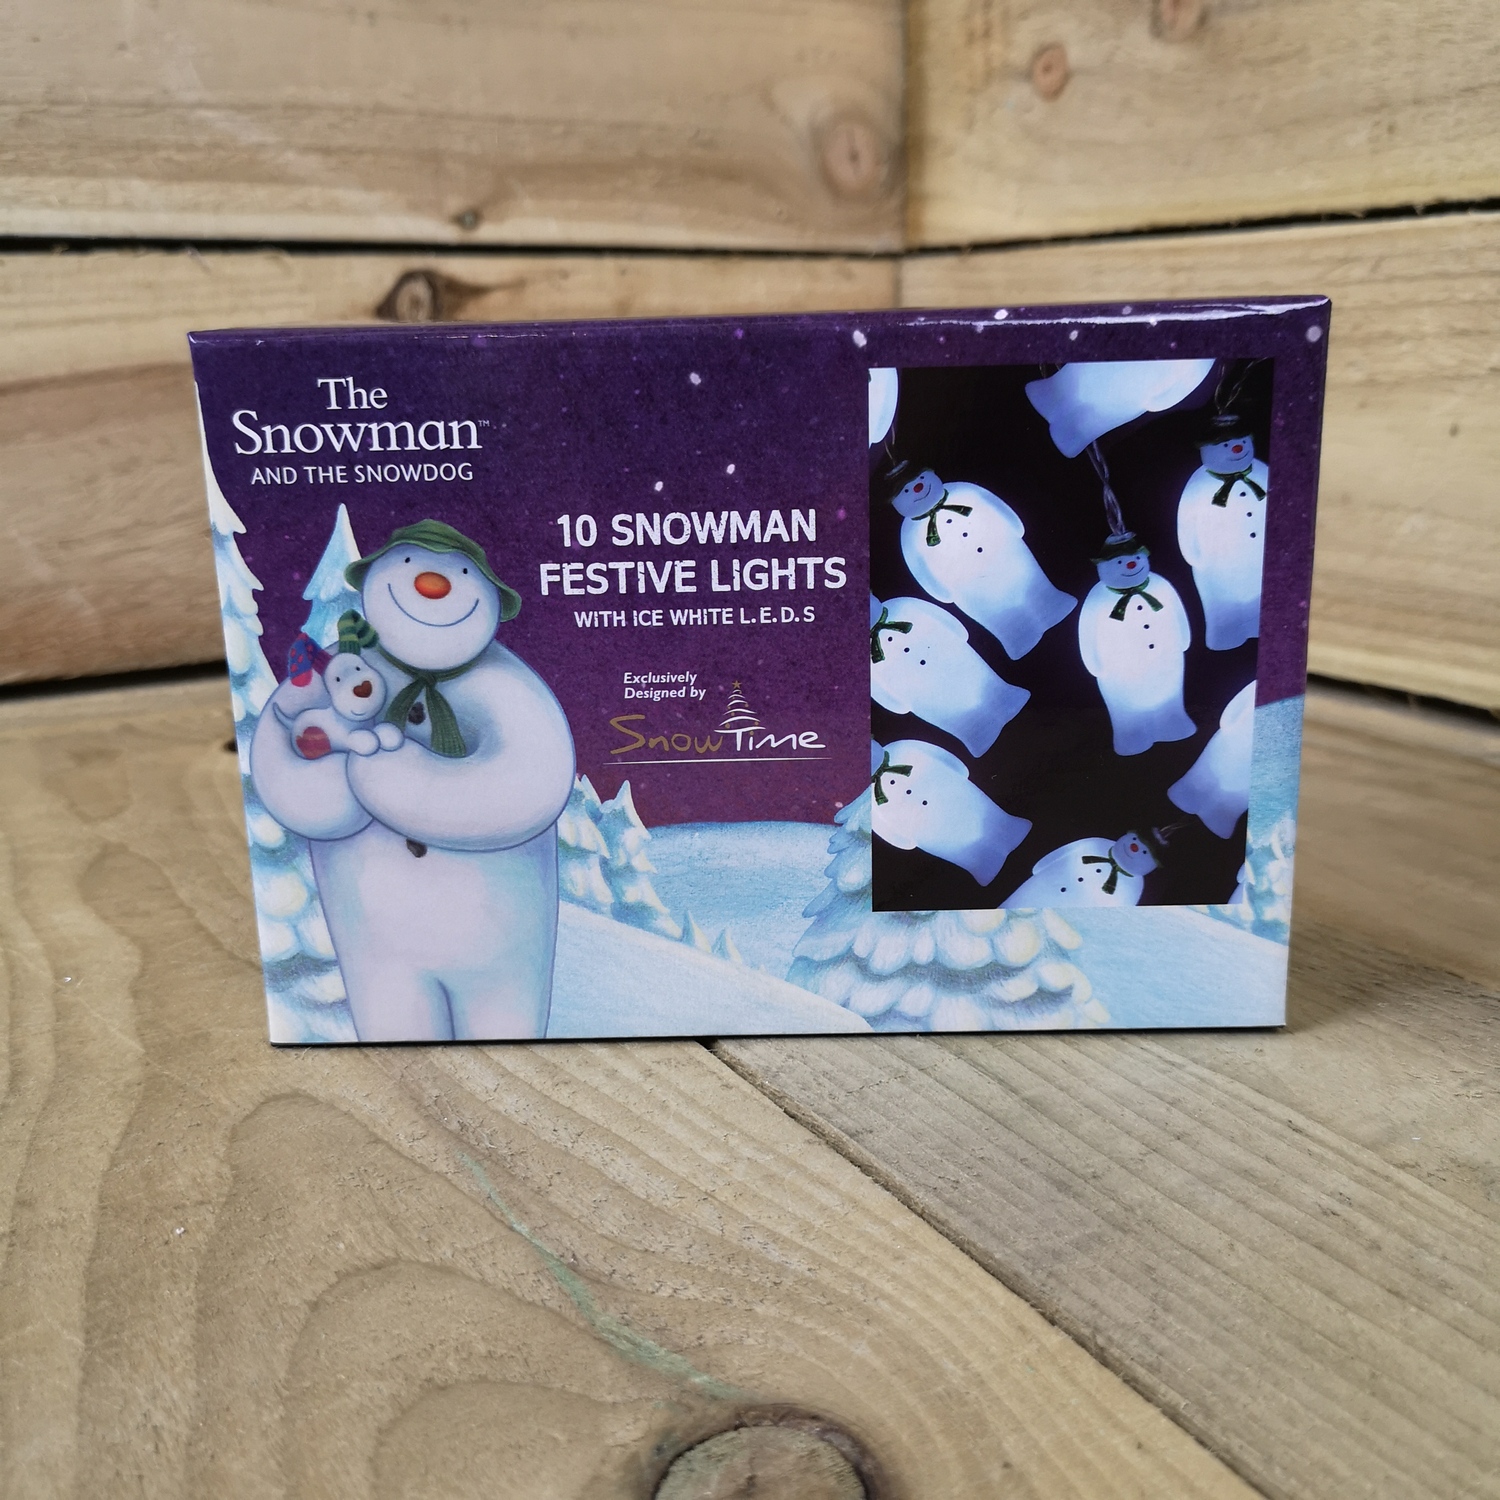 The
Snowman™
AND THE SNOWDOG
10 SNOWMAN
FESTIVE LIGHTS
WITH ICE WHITE L.E.D.S
Exclusively
Designed by
SnowTime